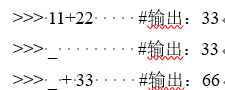 >>> 11+22 #输出：33
>>> _ #输出：33
>>> _ + 33 #输出：66